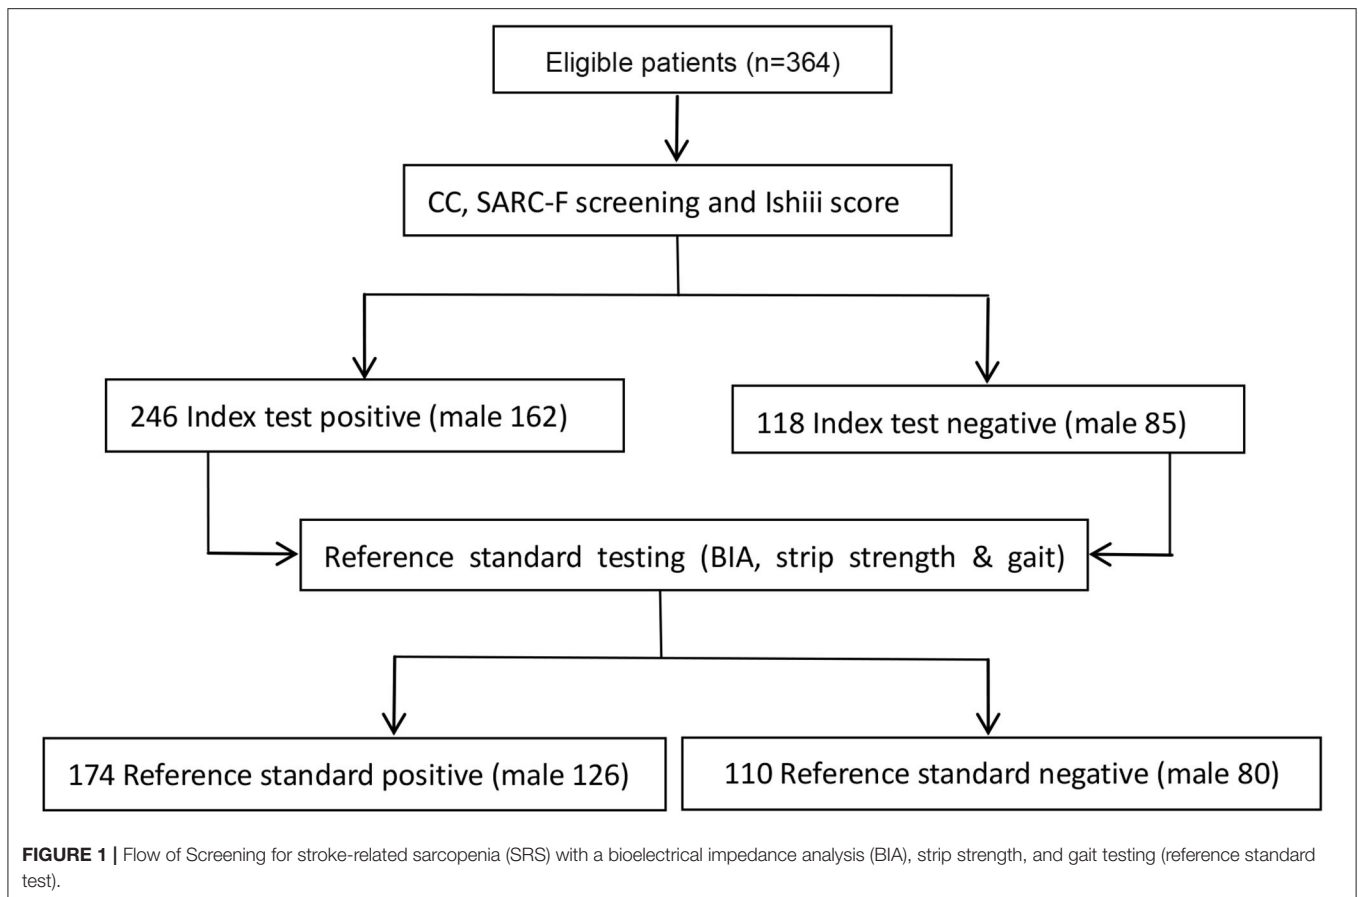 Eligible patients (n=364)
CC, SARC-F screening and Ishiii score
246 Index test positive (male 162)
118 Index test negative (male 85)
Reference standard testing (BIA, strip strength & gait)
174 Reference standard positive (male 126)
110 Reference standard negative (male 80)
FIGURE 1 | Flow of Screening for stroke-related sarcopenia (SRS) with a bioelectrical impedance analysis (BIA), strip strength, and gait testing (reference standard
test).